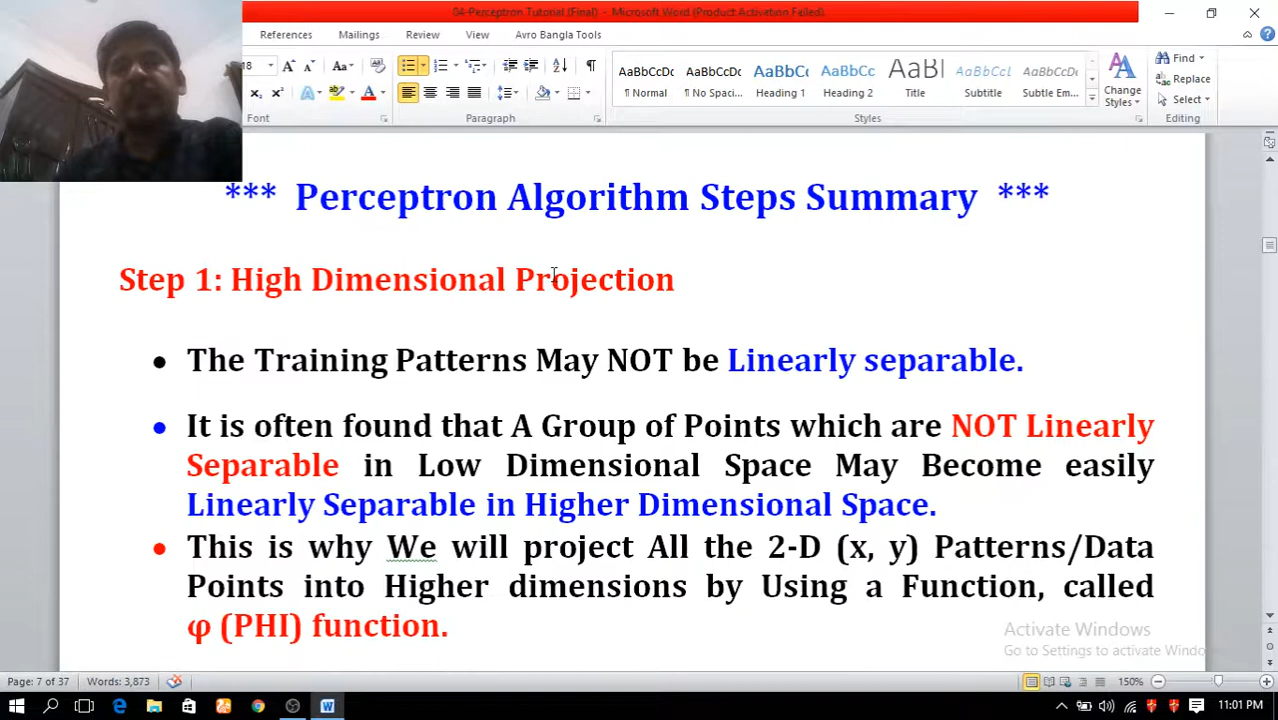 04-Perceptron Tutorial (Final) - Microsoft Word (Product Activation Failed)
References Mailings Review View Avro Bangla Tools
18 Aa Find
AaBbCcDc AaBbCcDc AaBbCc AaBbCc AaBl AaBbCcl AaBbCcDc Replace
¶ Normal ¶ No Spaci... Heading 1 Heading 2 Title Subtitle Subtle Em... Change Styles Select
Font Paragraph Styles Editing
*** Perceptron Algorithm Steps Summary ***
Step 1: High Dimensional Projection
• The Training Patterns May NOT be Linearly separable.
• It is often found that A Group of Points which are NOT Linearly
Separable in Low Dimensional Space May Become easily
Linearly Separable in Higher Dimensional Space.
• This is why We will project All the 2-D (x, y) Patterns/Data
Points into Higher dimensions by Using a Function, called
φ (PHI) function.
Activate Windows
Go to Settings to activate Windo
Page: 7 of 37 Words: 3,873 150%
11:01 PM